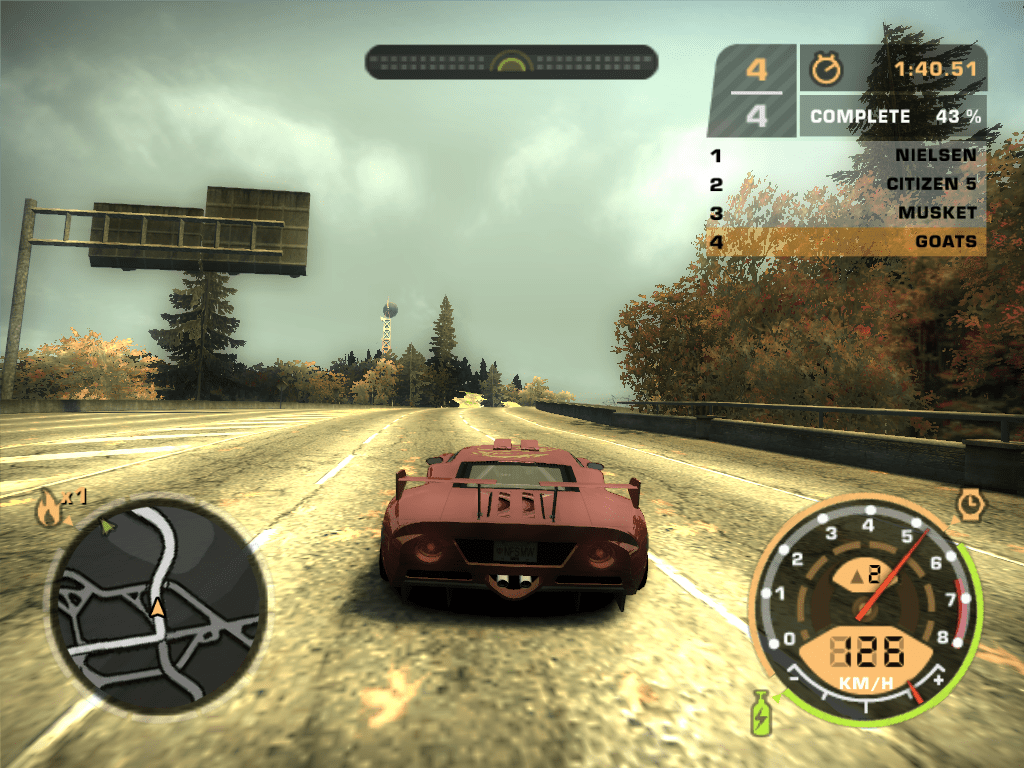 4
4
1:40.51
COMPLETE 43 %
1 NIELSEN
2 CITIZEN 5
3 MUSKET
4 GOATS
x1
0 1 2 3 4 5 6 7 8
2
126
KM/H
- +